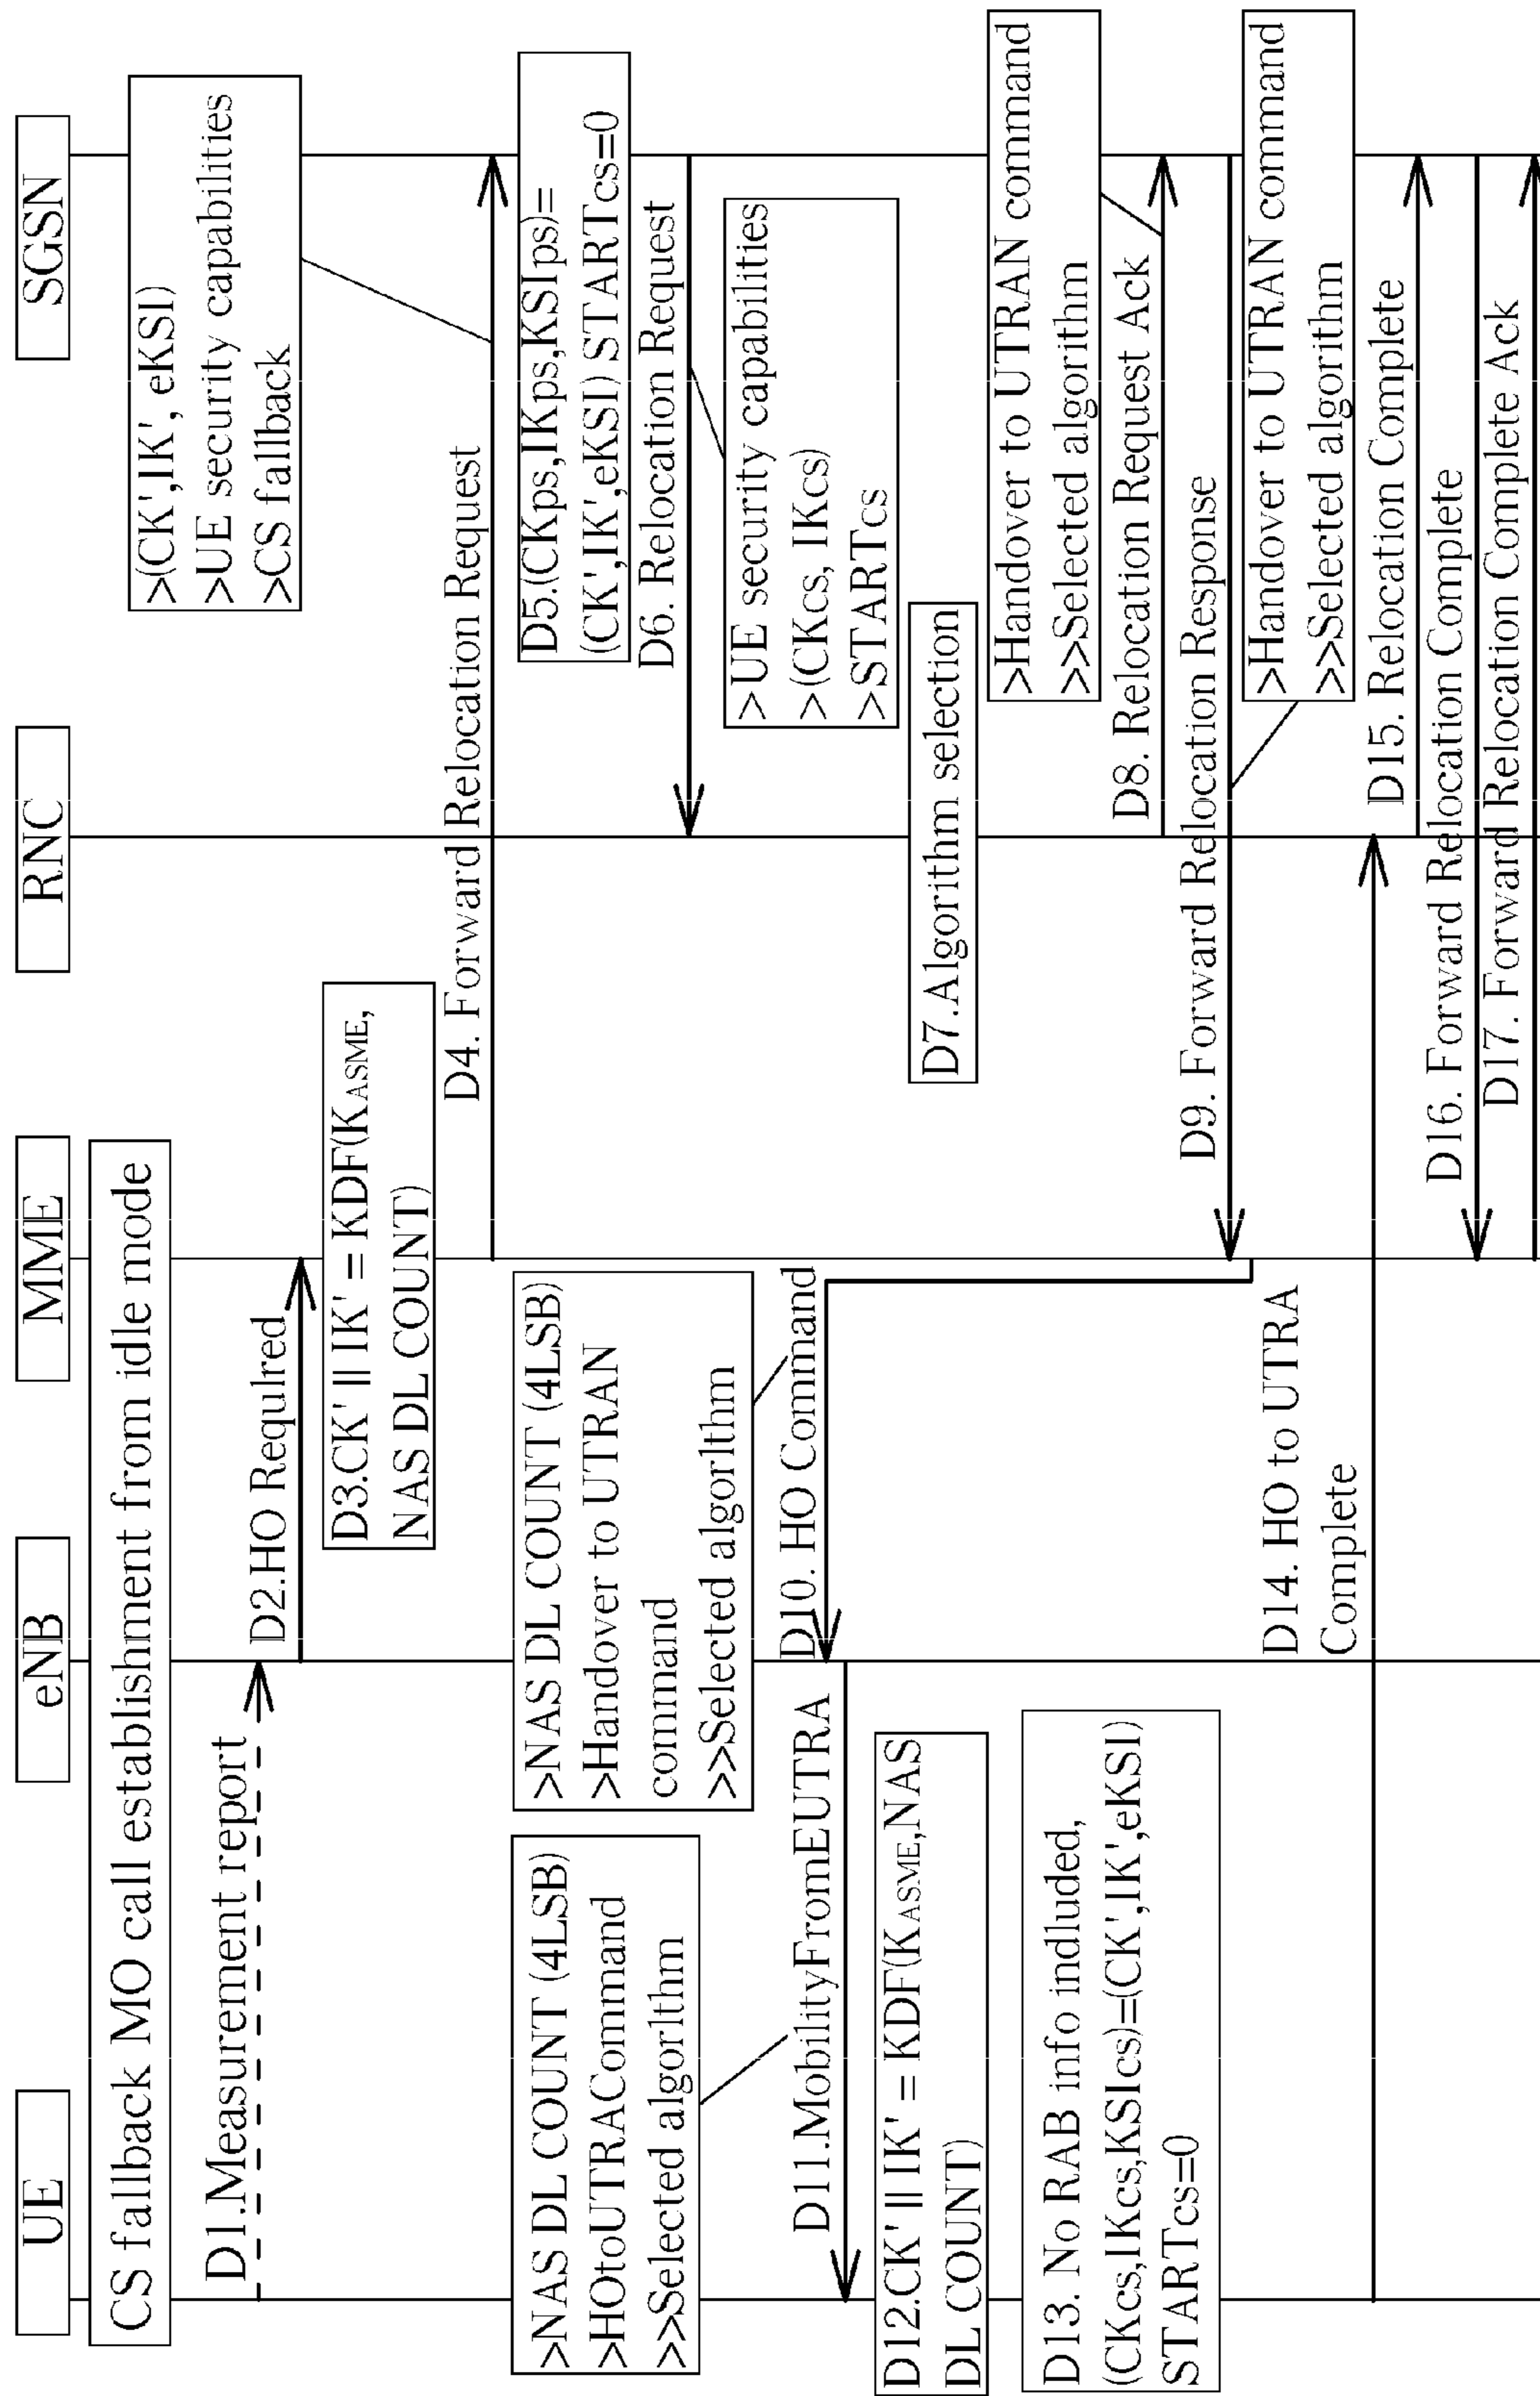 UE
eNB
MME
RNC
SGSN
CS fallback MO call establishment from idle mode
D1.Measurement report
D2.HO Requlred
D3.CK' || IK' = KDF(KASME,
NAS DL COUNT)
>(CK',IK', eKSI)
>UE security capabilities
>CS fallback
D4. Forward Relocation Request
D5.(CKps,IKps,KSIps)=
(CK',IK',eKSI) STARTcs=0
D6. Relocation Request
>UE security capabilities
>(CKcs, IKcs)
>STARTcs
D7.Algorithm selection
>Handover to UTRAN command
>>Selected algorithm
D8. Relocation Request Ack
D9. Forward Relocation Response
>Handover to UTRAN command
>>Selected algorithm
>NAS DL COUNT (4LSB)
>Handover to UTRAN
command
>>Selected algorlthm
D10. HO Command
>NAS DL COUNT (4LSB)
>HOtoUTRACommand
>>Selected algorlthm
D11.MobilityFromEUTRA
D12.CK' || IK' = KDF(KASME,NAS
DL COUNT)
D13. No RAB info indluded,
(CKcs,IKcs,KSIcs)=(CK',IK',eKSI)
STARTcs=0
D14. HO to UTRA
Complete
D15. Relocation Complete
D16. Forward Relocation Complete
D17. Forward Relocation Complete Ack